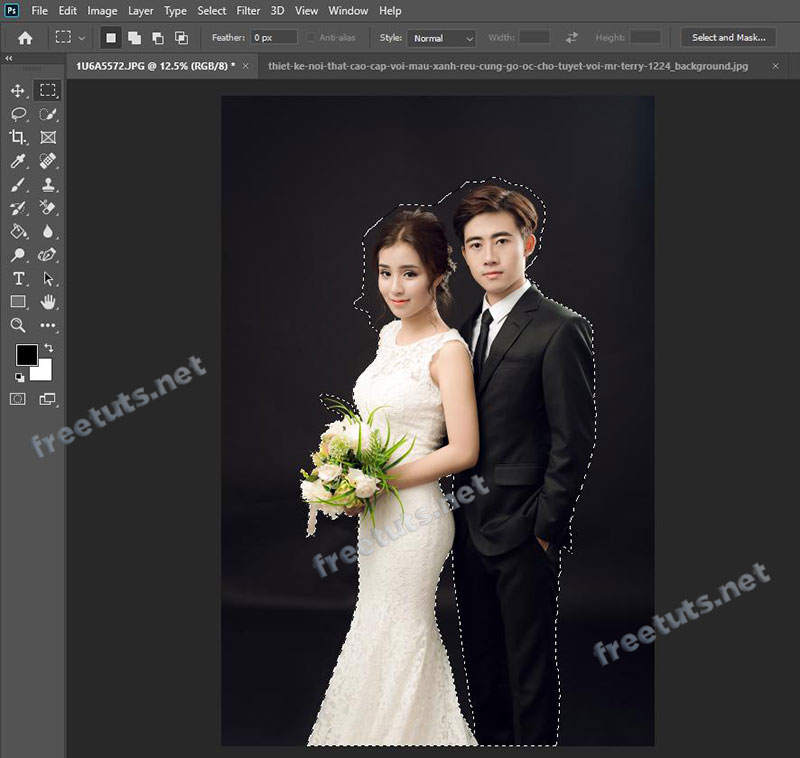 Ps File Edit Image Layer Type Select Filter 3D View Window Help
Feather: 0 px Anti-alias Style: Normal Width: Height: Select and Mask...
1U6A5572.JPG @ 12.5% (RGB/8) * × thiet-ke-noi-that-cao-cap-voi-mau-xanh-reu-cung-go-oc-cho-tuyet-voi-mr-terry-1224_background.jpg ×
T
freetuts.net
freetuts.net
freetuts.net